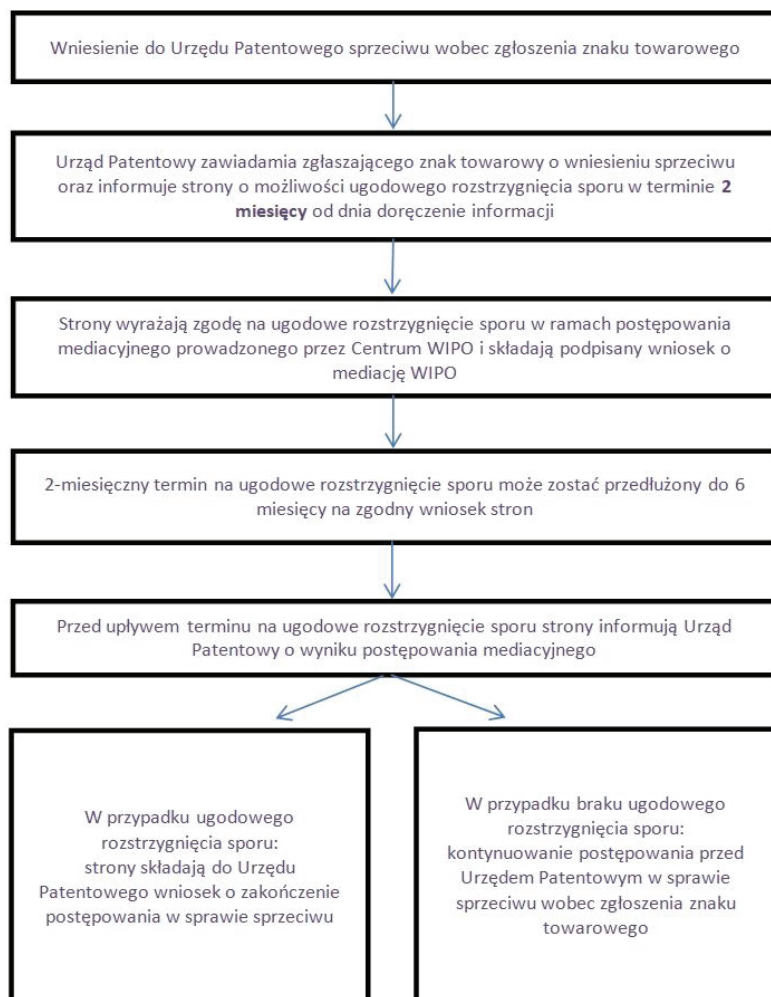 Wniesienie do Urzędu Patentowego sprzeciwu wobec zgłoszenia znaku towarowego
Urząd Patentowy zawiadamia zgłaszającego znak towarowy o wniesieniu sprzeciwu
oraz informuje strony o możliwości ugodowego rozstrzygnięcia sporu w terminie 2
miesięcy od dnia doręczenie informacji
Strony wyrażają zgodę na ugodowe rozstrzygnięcie sporu w ramach postępowania
mediacyjnego prowadzonego przez Centrum WIPO i składają podpisany wniosek o
mediację WIPO
2-miesięczny termin na ugodowe rozstrzygnięcie sporu może zostać przedłużony do 6
miesięcy na zgodny wniosek stron
Przed upływem terminu na ugodowe rozstrzygnięcie sporu strony informują Urząd
Patentowy o wyniku postępowania mediacyjnego
W przypadku ugodowego
rozstrzygnięcia sporu:
strony składają do Urzędu
Patentowego wniosek o zakończenie
postępowania w sprawie sprzeciwu
W przypadku braku ugodowego
rozstrzygnięcia sporu:
kontynuowanie postępowania przed
Urzędem Patentowym w sprawie
sprzeciwu wobec zgłoszenia znaku
towarowego